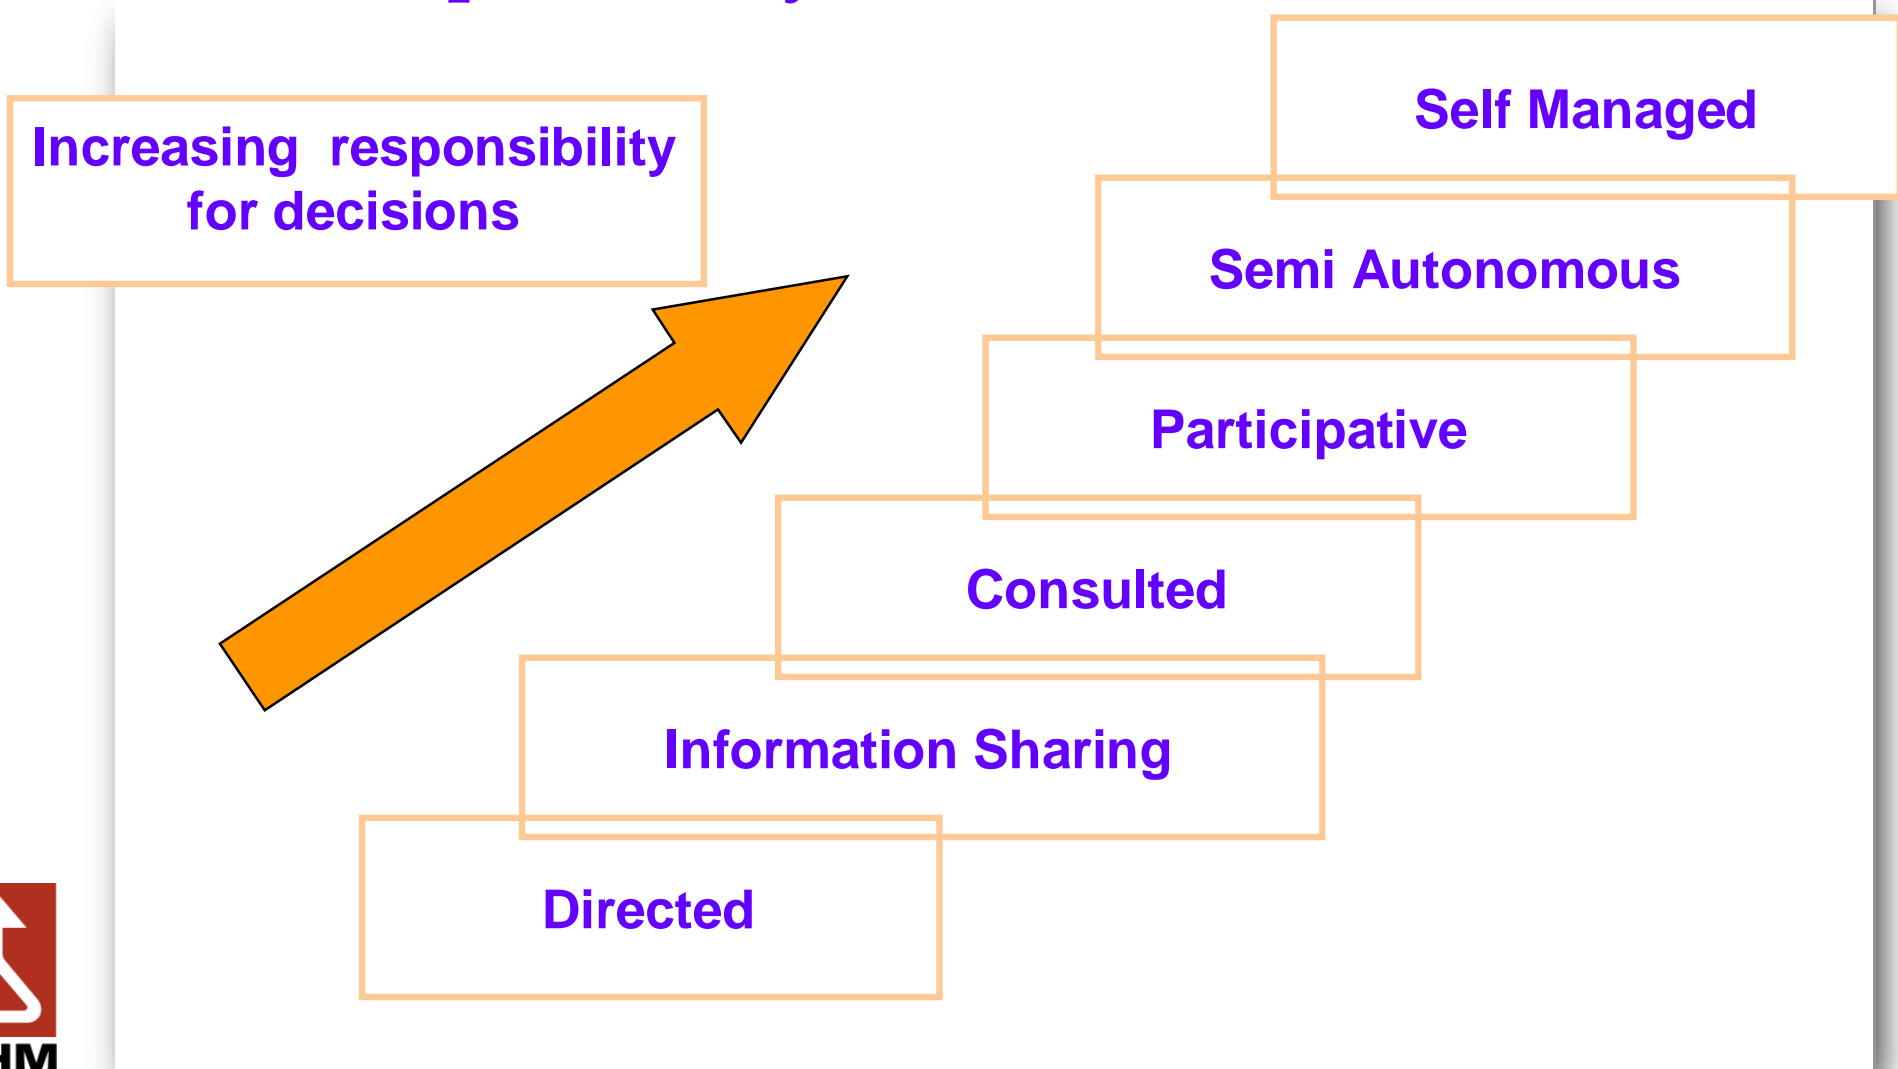 Increasing responsibility
for decisions
Self Managed
Semi Autonomous
Participative
Consulted
Information Sharing
Directed